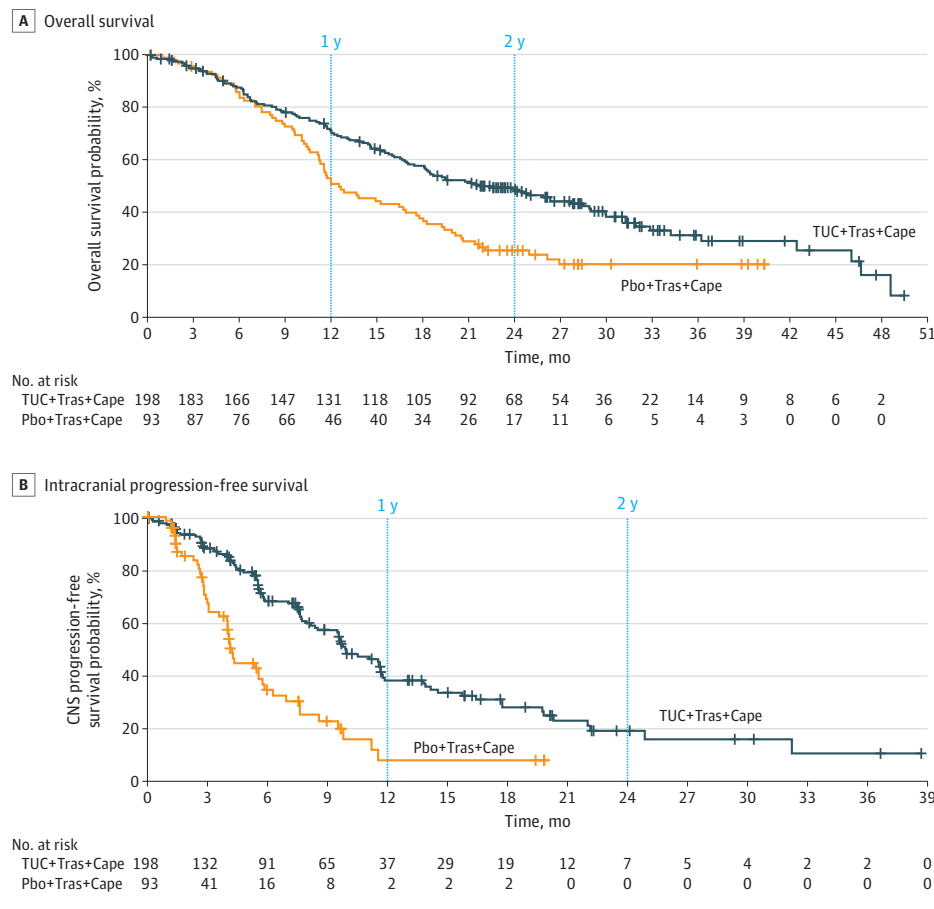 A Overall survival
1 y 2 y
100
80
60
40
20
0
Overall survival probability, %
TUC+Tras+Cape
Pbo+Tras+Cape
0 3 6 9 12 15 18 21 24 27 30 33 36 39 42 45 48 51
Time, mo
No. at risk
TUC+Tras+Cape 198 183 166 147 131 118 105 92 68 54 36 22 14 9 8 6 2
Pbo+Tras+Cape 93 87 76 66 46 40 34 26 17 11 6 5 4 3 0 0 0
B Intracranial progression-free survival
1 y 2 y
100
80
60
40
20
0
CNS progression-free
survival probability, %
TUC+Tras+Cape
Pbo+Tras+Cape
0 3 6 9 12 15 18 21 24 27 30 33 36 39
Time, mo
No. at risk
TUC+Tras+Cape 198 132 91 65 37 29 19 12 7 5 4 2 2 0
Pbo+Tras+Cape 93 41 16 8 2 2 2 0 0 0 0 0 0 0